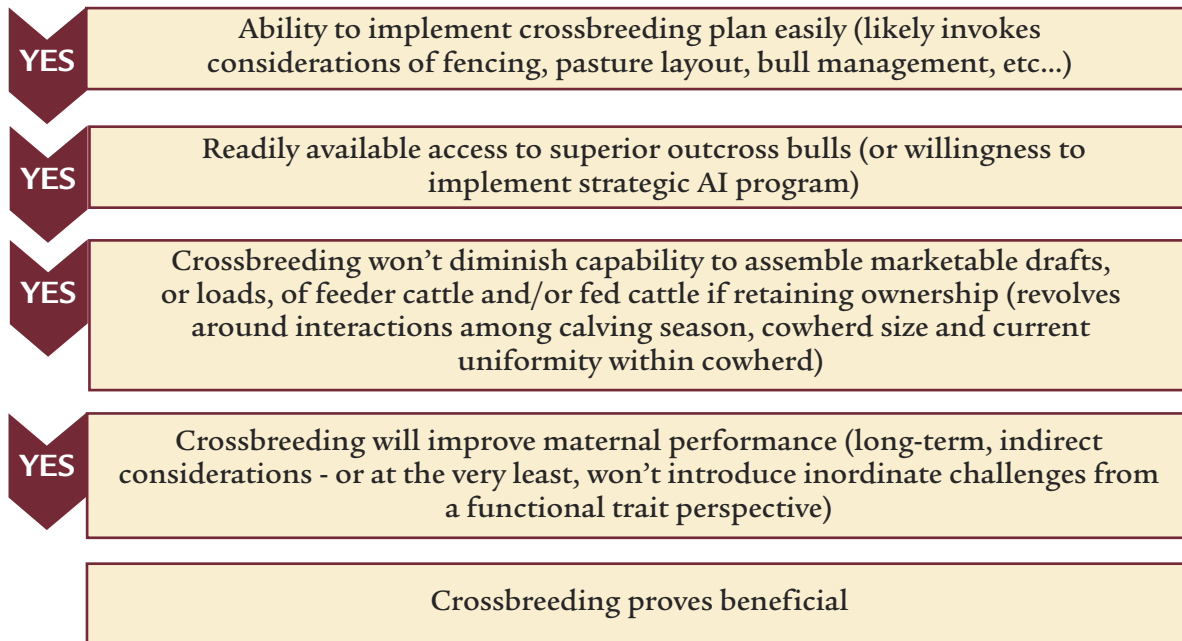 YES
Ability to implement crossbreeding plan easily (likely invokes
considerations of fencing, pasture layout, bull management, etc...)
YES
Readily available access to superior outcross bulls (or willingness to
implement strategic AI program)
YES
Crossbreeding won’t diminish capability to assemble marketable drafts,
or loads, of feeder cattle and/or fed cattle if retaining ownership (revolves
around interactions among calving season, cowherd size and current
uniformity within cowherd)
YES
Crossbreeding will improve maternal performance (long-term, indirect
considerations - or at the very least, won’t introduce inordinate challenges from
a functional trait perspective)
Crossbreeding proves beneficial